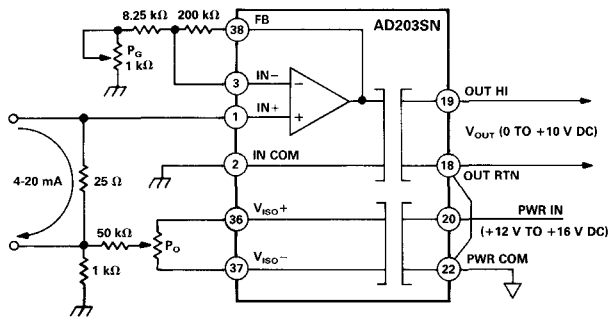 8.25 kΩ
200 kΩ
38
FB
AD203SN
PG
1 kΩ
3
IN−
−
1
IN+
+
19
OUT HI
VOUT (0 TO +10 V DC)
2
IN COM
18
OUT RTN
4-20 mA
25 Ω
50 kΩ
PO
36
VISO+
20
PWR IN
(+12 V TO +16 V DC)
1 kΩ
37
VISO−
22
PWR COM